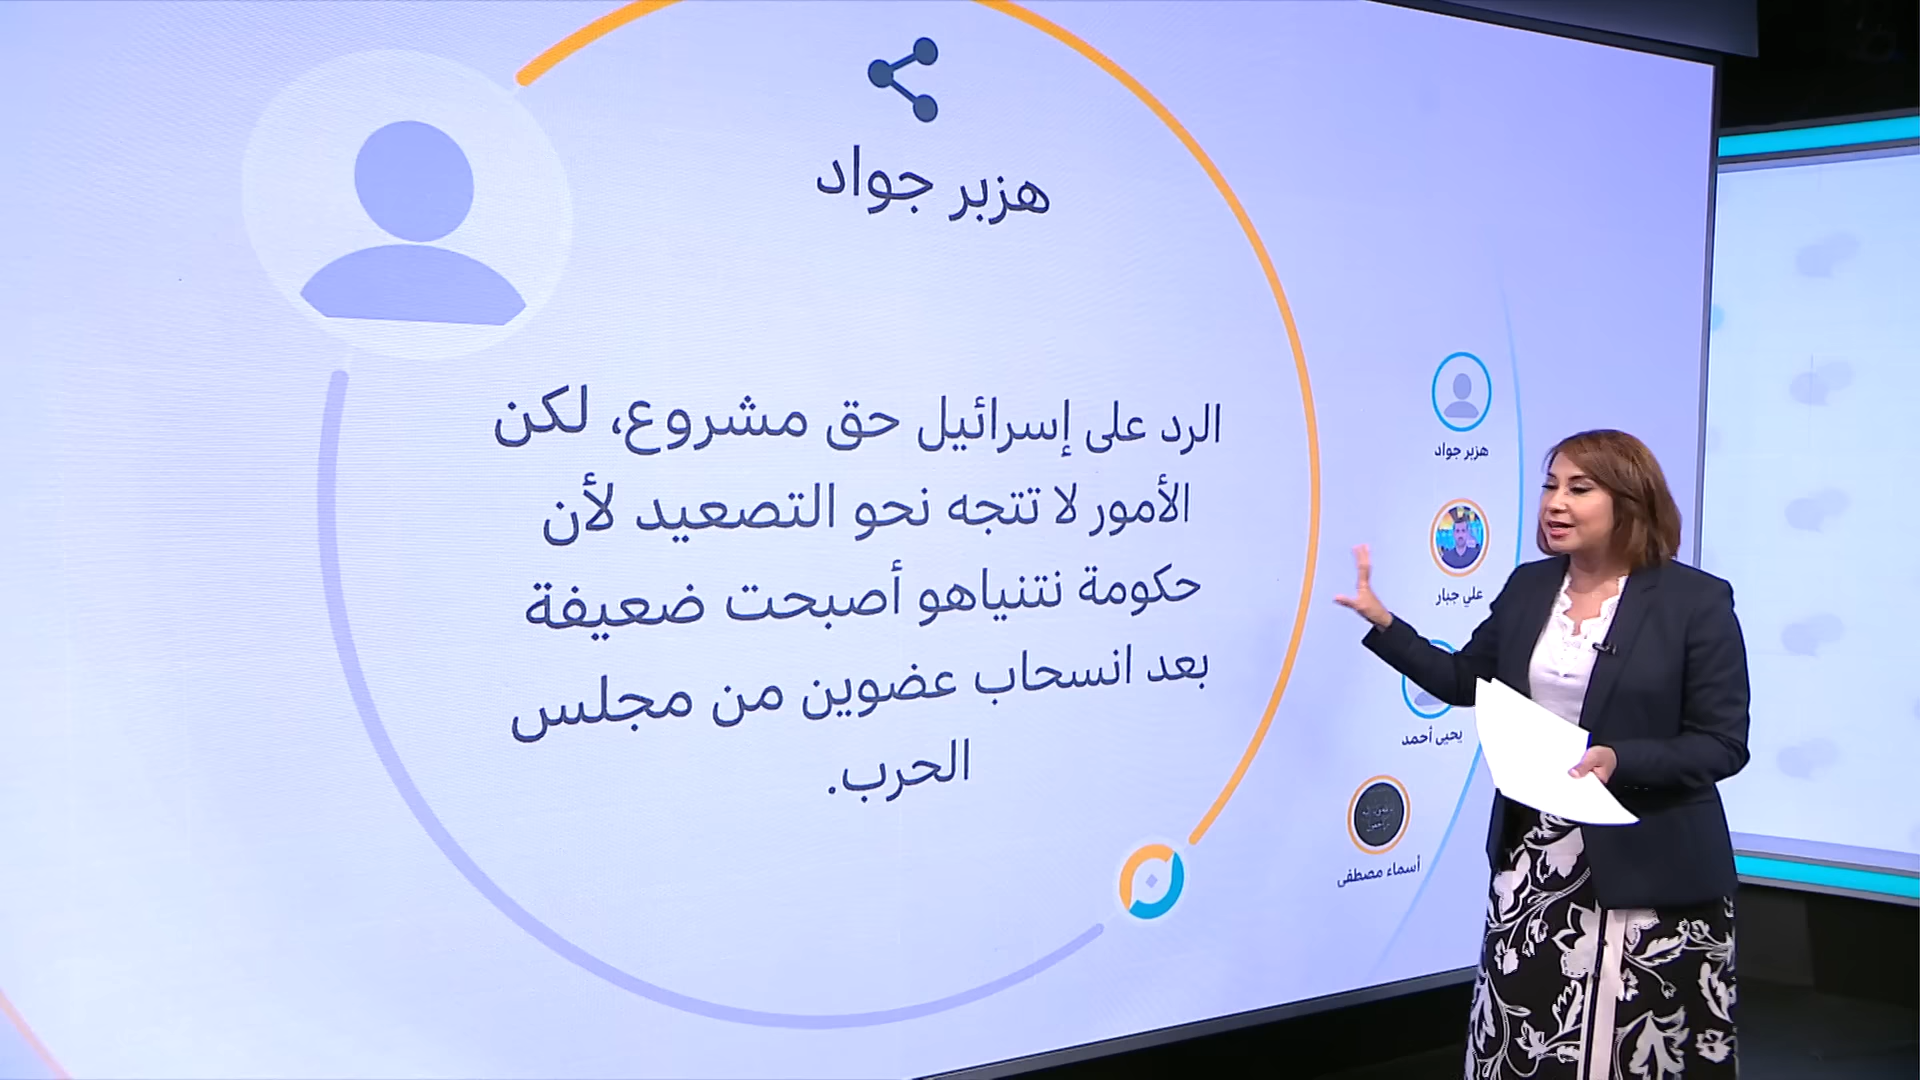 هزبر جواد
الرد على إسرائيل حق مشروع، لكن
الأمور لا تتجه نحو التصعيد لأن
حكومة نتنياهو أصبحت ضعيفة
بعد انسحاب عضوين من مجلس
الحرب.
هزبر جواد
علي جبار
يحيى أحمد
أسماء مصطفى